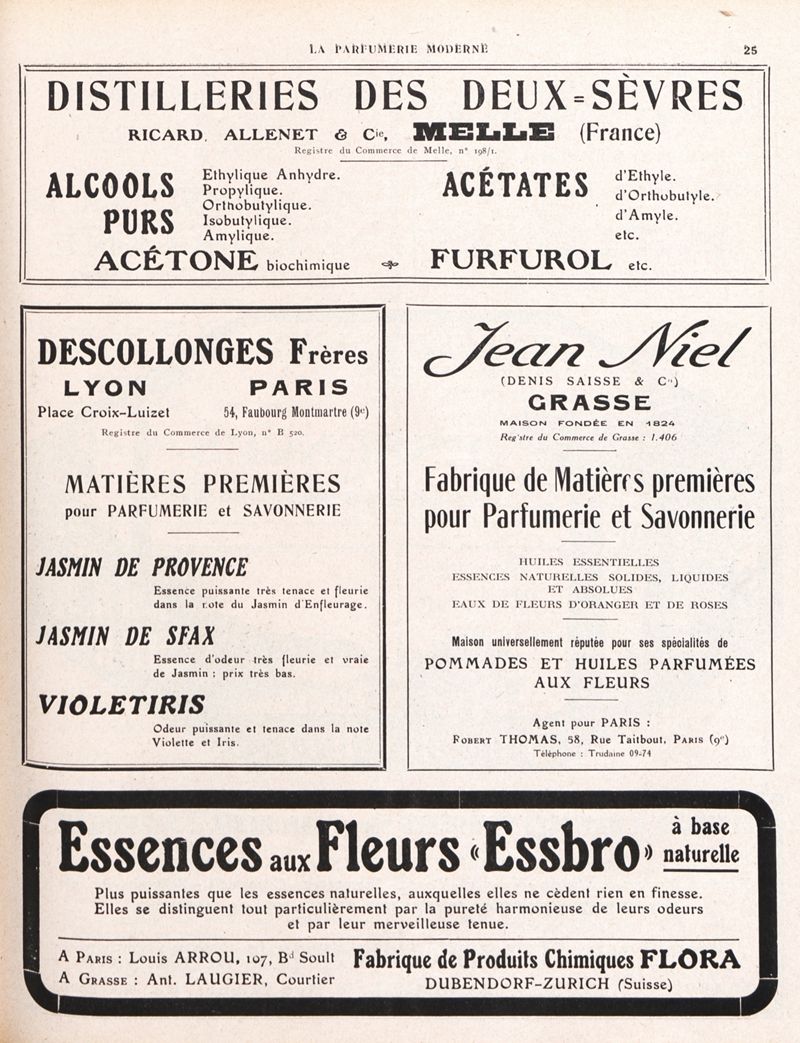 LA PARFUMERIE MODERNE
25
DISTILLERIES DES DEUX=SÈVRES
RICARD, ALLENET & Cie, MELLE (France)
Registre du Commerce de Melle, n° 198/1.
ALCOOLS PURS
Ethylique Anhydre.
Propylique.
Orthobutylique.
Isobutylique.
Amylique.
ACÉTATES
d'Ethyle.
d'Orthobutyle.
d'Amyle.
etc.
ACÉTONE biochimique
FURFUROL etc.
DESCOLLONGES Frères
LYON PARIS
Place Croix-Luizet 54, Faubourg Montmartre (9e)
Registre du Commerce de Lyon, n° B 520.
MATIÈRES PREMIÈRES
pour PARFUMERIE et SAVONNERIE
JASMIN DE PROVENCE
Essence puissante très tenace et fleurie
dans la note du Jasmin d'Enfleurage.
JASMIN DE SFAX
Essence d'odeur très fleurie et vraie
de Jasmin ; prix très bas.
VIOLETIRIS
Odeur puissante et tenace dans la note
Violette et Iris.
Jean Niel
(DENIS SAISSE & Cie)
GRASSE
MAISON FONDÉE EN 1824
Reg'stre du Commerce de Grasse : 1.406
Fabrique de Matières premières
pour Parfumerie et Savonnerie
HUILES ESSENTIELLES
ESSENCES NATURELLES SOLIDES, LIQUIDES
ET ABSOLUES
EAUX DE FLEURS D'ORANGER ET DE ROSES
Maison universellement réputée pour ses spécialités de
POMMADES ET HUILES PARFUMÉES
AUX FLEURS
Agent pour PARIS :
ROBERT THOMAS, 58, Rue Taitbout, PARIS (9e)
Téléphone : Trudaine 09-74
Essences aux Fleurs «Essbro» à base naturelle
Plus puissantes que les essences naturelles, auxquelles elles ne cèdent rien en finesse.
Elles se distinguent tout particulièrement par la pureté harmonieuse de leurs odeurs
et par leur merveilleuse tenue.
A PARIS : Louis ARROU, 107, Bd Soult
A GRASSE : Ant. LAUGIER, Courtier
Fabrique de Produits Chimiques FLORA
DUBENDORF-ZURICH (Suisse)